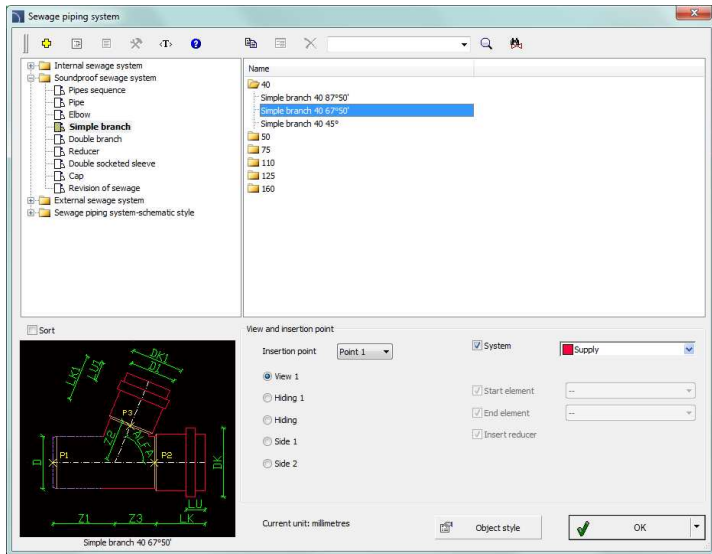 Sewage piping system
<T>
Internal sewage system
Soundproof sewage system
Pipes sequence
Pipe
Elbow
Simple branch
Double branch
Reducer
Double socketed sleeve
Cap
Revision of sewage
External sewage system
Sewage piping system-schematic style
Name
40
Simple branch 40 87°50'
Simple branch 40 67°50'
Simple branch 40 45°
50
75
110
125
160
Sort
LK1
LU1
DK1
D1
P3
Z2
ALFA
D
P1
P2
DK
LU
Z1
Z3
LK
Simple branch 40 67°50'
View and insertion point
Insertion point
Point 1
View 1
Hiding 1
Hiding
Side 1
Side 2
System
Supply
Start element
--
End element
--
Insert reducer
Current unit: millimetres
Object style
OK